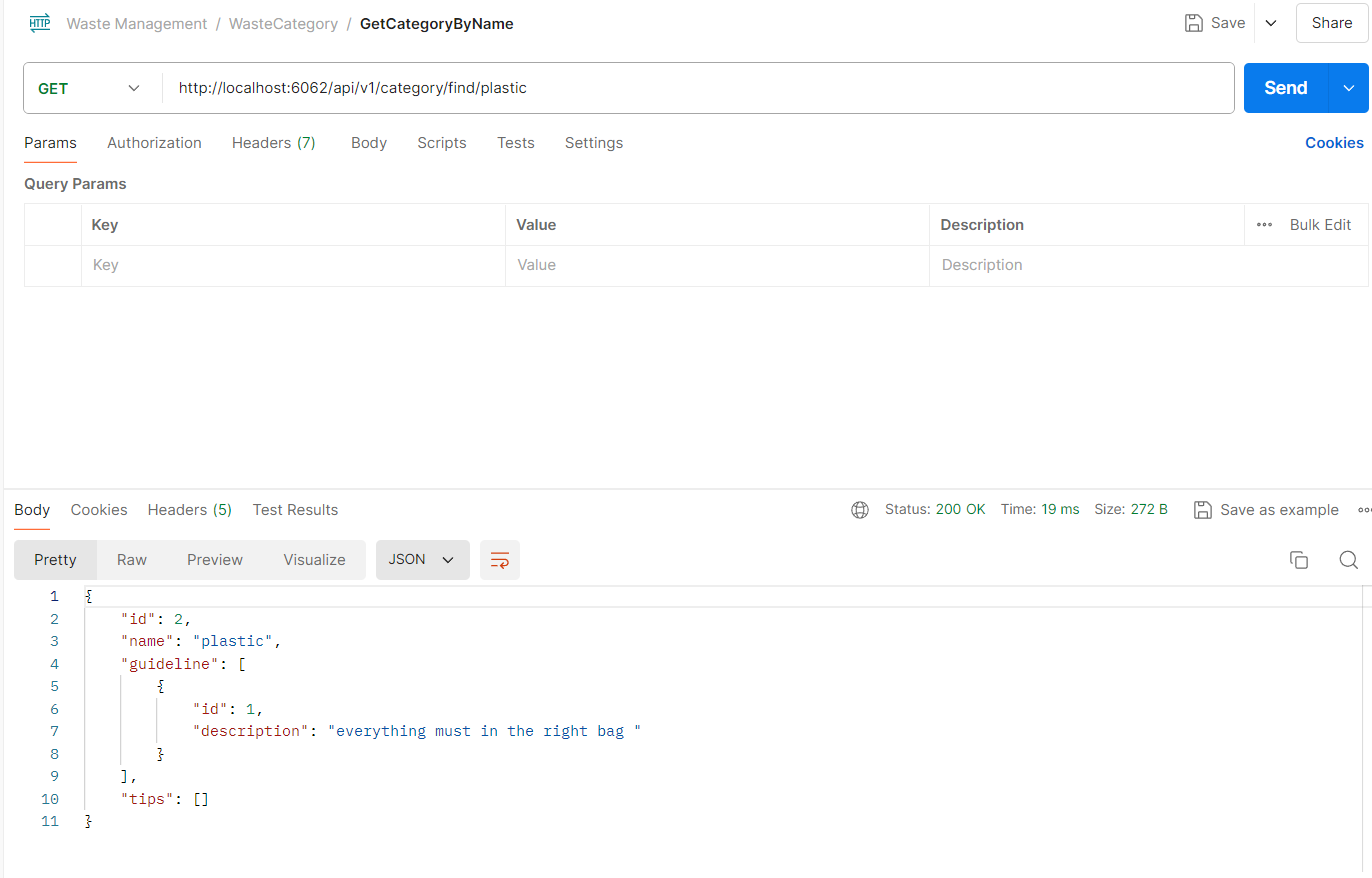 HTTP Waste Management / WasteCategory / GetCategoryByName Save Share
GET http://localhost:6062/api/v1/category/find/plastic Send
Params Authorization Headers (7) Body Scripts Tests Settings Cookies
Query Params
Key Value Description ••• Bulk Edit
Key Value Description
Body Cookies Headers (5) Test Results Status: 200 OK Time: 19 ms Size: 272 B Save as example •••
Pretty Raw Preview Visualize JSON
1 {
2 "id": 2,
3 "name": "plastic",
4 "guideline": [
5 {
6 "id": 1,
7 "description": "everything must in the right bag "
8 }
9 ],
10 "tips": []
11 }